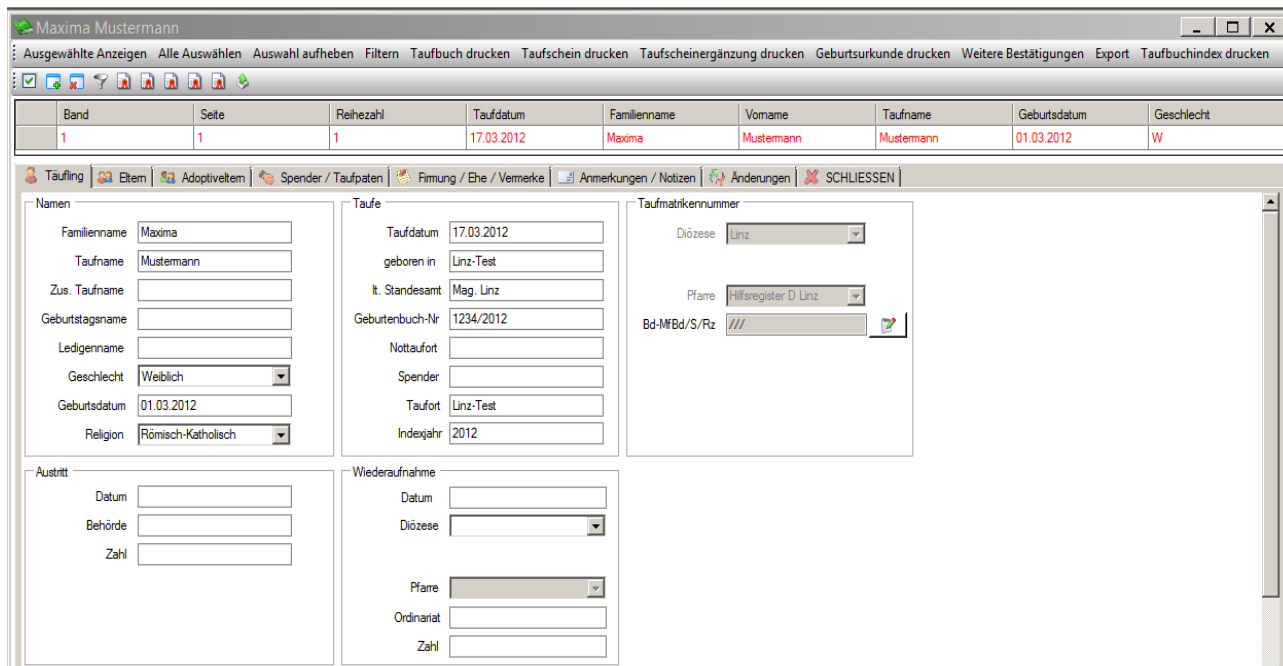 Maxima Mustermann
Ausgewählte Anzeigen Alle Auswählen Auswahl aufheben Filtern Taufbuch drucken Taufschein drucken Taufscheinergänzung drucken Geburtsurkunde drucken Weitere Bestätigungen Export Taufbuchindex drucken
Band Seite Reihezahl Taufdatum Familienname Vorname Taufname Geburtsdatum Geschlecht
1 1 1 17.03.2012 Maxima Mustermann Mustermann 01.03.2012 W
Täufling Eltern Adoptiveltern Spender / Taufpaten Firmung / Ehe / Vermerke Anmerkungen / Notizen Änderungen SCHLIESSEN
Namen
Familienname Maxima
Taufname Mustermann
Zus. Taufname
Geburtstagsname
Ledigenname
Geschlecht Weiblich
Geburtsdatum 01.03.2012
Religion Römisch-Katholisch
Taufe
Taufdatum 17.03.2012
geboren in Linz-Test
lt. Standesamt Mag. Linz
Geburtenbuch-Nr 1234/2012
Nottaufort
Spender
Taufort Linz-Test
Indexjahr 2012
Taufmatrikennummer
Diözese Linz
Pfarre Hilfsregister D Linz
Bd-MfBd/S/Rz ///
Austritt
Datum
Behörde
Zahl
Wiederaufnahme
Datum
Diözese
Pfarre
Ordinariat
Zahl